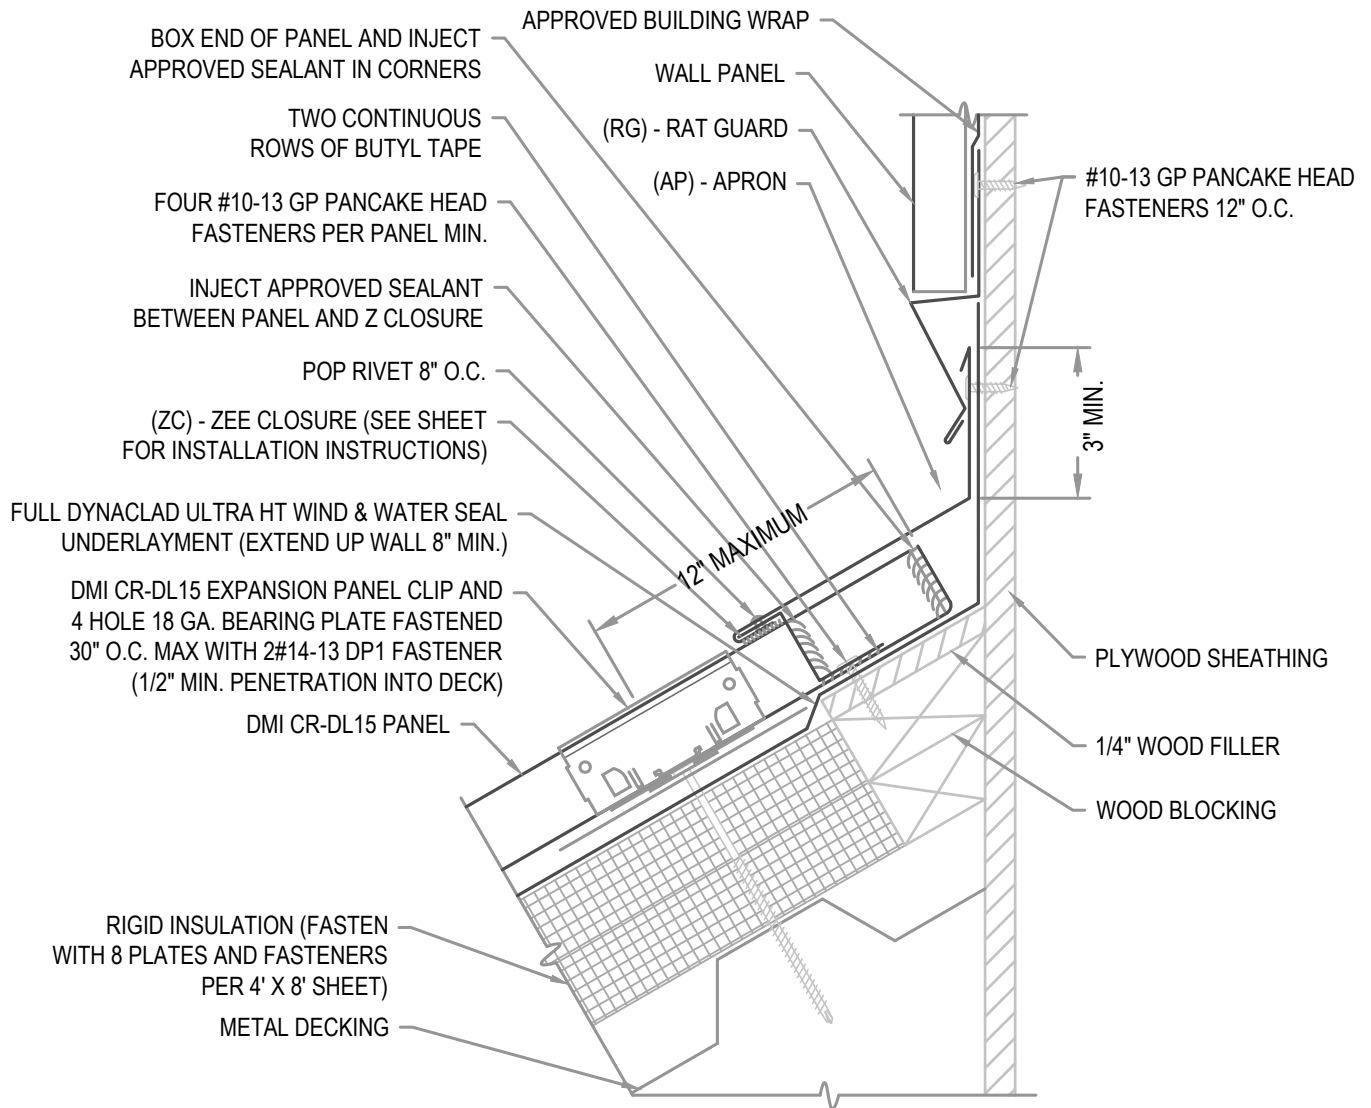 APPROVED BUILDING WRAP
BOX END OF PANEL AND INJECT
APPROVED SEALANT IN CORNERS
WALL PANEL
TWO CONTINUOUS
ROWS OF BUTYL TAPE
(RG) - RAT GUARD
(AP) - APRON
#10-13 GP PANCAKE HEAD
FASTENERS 12" O.C.
FOUR #10-13 GP PANCAKE HEAD
FASTENERS PER PANEL MIN.
INJECT APPROVED SEALANT
BETWEEN PANEL AND Z CLOSURE
POP RIVET 8" O.C.
(ZC) - ZEE CLOSURE (SEE SHEET
FOR INSTALLATION INSTRUCTIONS)
3" MIN.
FULL DYNACLAD ULTRA HT WIND & WATER SEAL
UNDERLAYMENT (EXTEND UP WALL 8" MIN.)
12" MAXIMUM
DMI CR-DL15 EXPANSION PANEL CLIP AND
4 HOLE 18 GA. BEARING PLATE FASTENED
30" O.C. MAX WITH 2#14-13 DP1 FASTENER
(1/2" MIN. PENETRATION INTO DECK)
DMI CR-DL15 PANEL
PLYWOOD SHEATHING
1/4" WOOD FILLER
WOOD BLOCKING
RIGID INSULATION (FASTEN
WITH 8 PLATES AND FASTENERS
PER 4' X 8' SHEET)
METAL DECKING